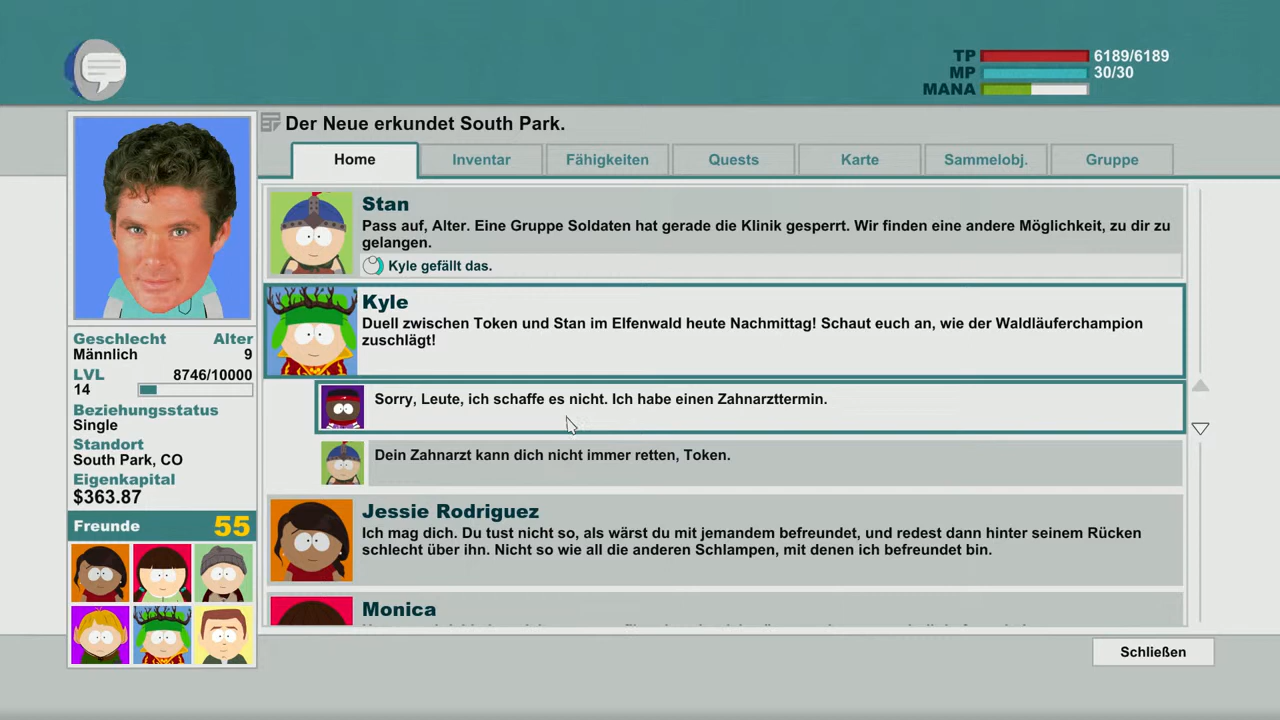 TP 6189/6189
MP 30/30
MANA
Der Neue erkundet South Park.
Home Inventar Fähigkeiten Quests Karte Sammelobj. Gruppe
Geschlecht Alter
Männlich 9
LVL 8746/10000
14
Beziehungsstatus
Single
Standort
South Park, CO
Eigenkapital
$363.87
Freunde 55
Stan
Pass auf, Alter. Eine Gruppe Soldaten hat gerade die Klinik gesperrt. Wir finden eine andere Möglichkeit, zu dir zu
gelangen.
Kyle gefällt das.
Kyle
Duell zwischen Token und Stan im Elfenwald heute Nachmittag! Schaut euch an, wie der Waldläuferchampion
zuschlägt!
Sorry, Leute, ich schaffe es nicht. Ich habe einen Zahnarzttermin.
Dein Zahnarzt kann dich nicht immer retten, Token.
Jessie Rodriguez
Ich mag dich. Du tust nicht so, als wärst du mit jemandem befreundet, und redest dann hinter seinem Rücken
schlecht über ihn. Nicht so wie all die anderen Schlampen, mit denen ich befreundet bin.
Monica
Schließen